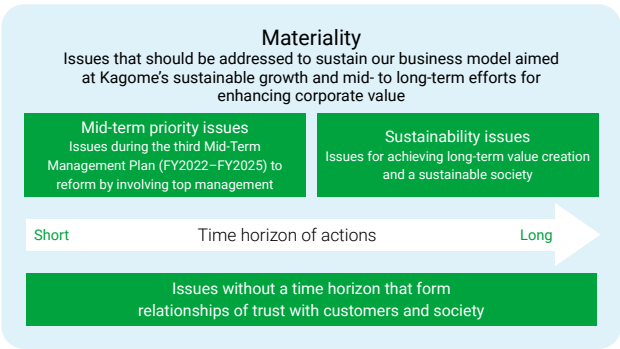 Materiality
Issues that should be addressed to sustain our business model aimed
at Kagome's sustainable growth and mid- to long-term efforts for
enhancing corporate value
Mid-term priority issues
Issues during the third Mid-Term
Management Plan (FY2022–FY2025) to
reform by involving top management
Sustainability issues
Issues for achieving long-term value creation
and a sustainable society
Short
Time horizon of actions
Long
Issues without a time horizon that form
relationships of trust with customers and society